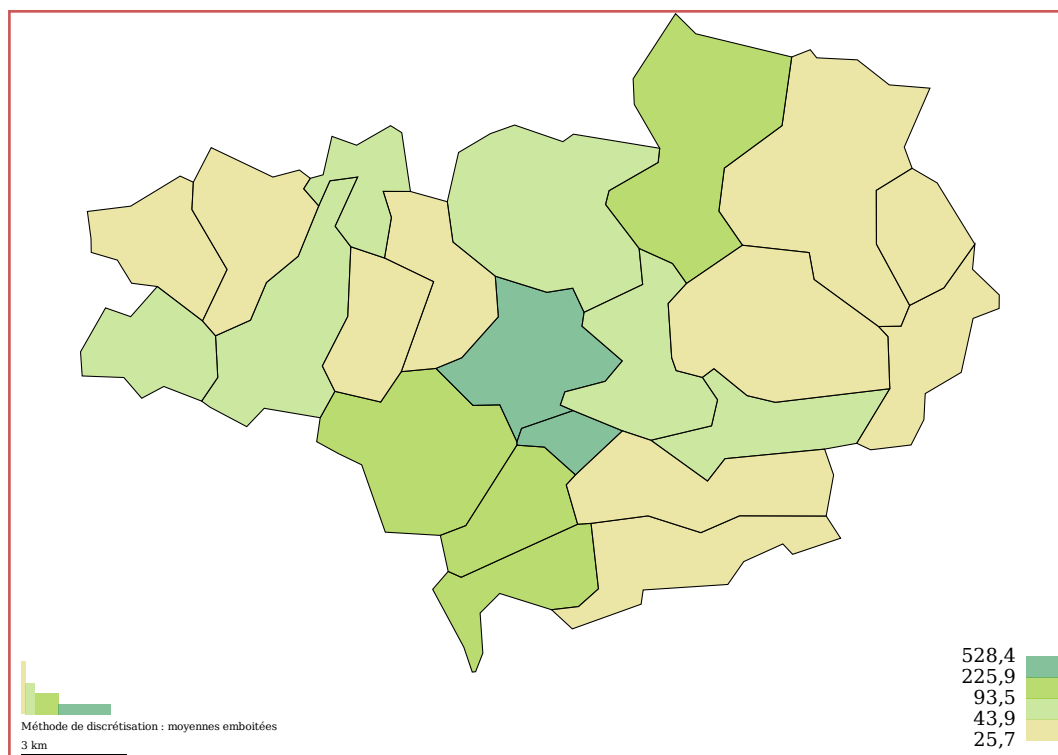 528,4
225,9
93,5
43,9
25,7
Méthode de discrétisation : moyennes emboitées
3 km